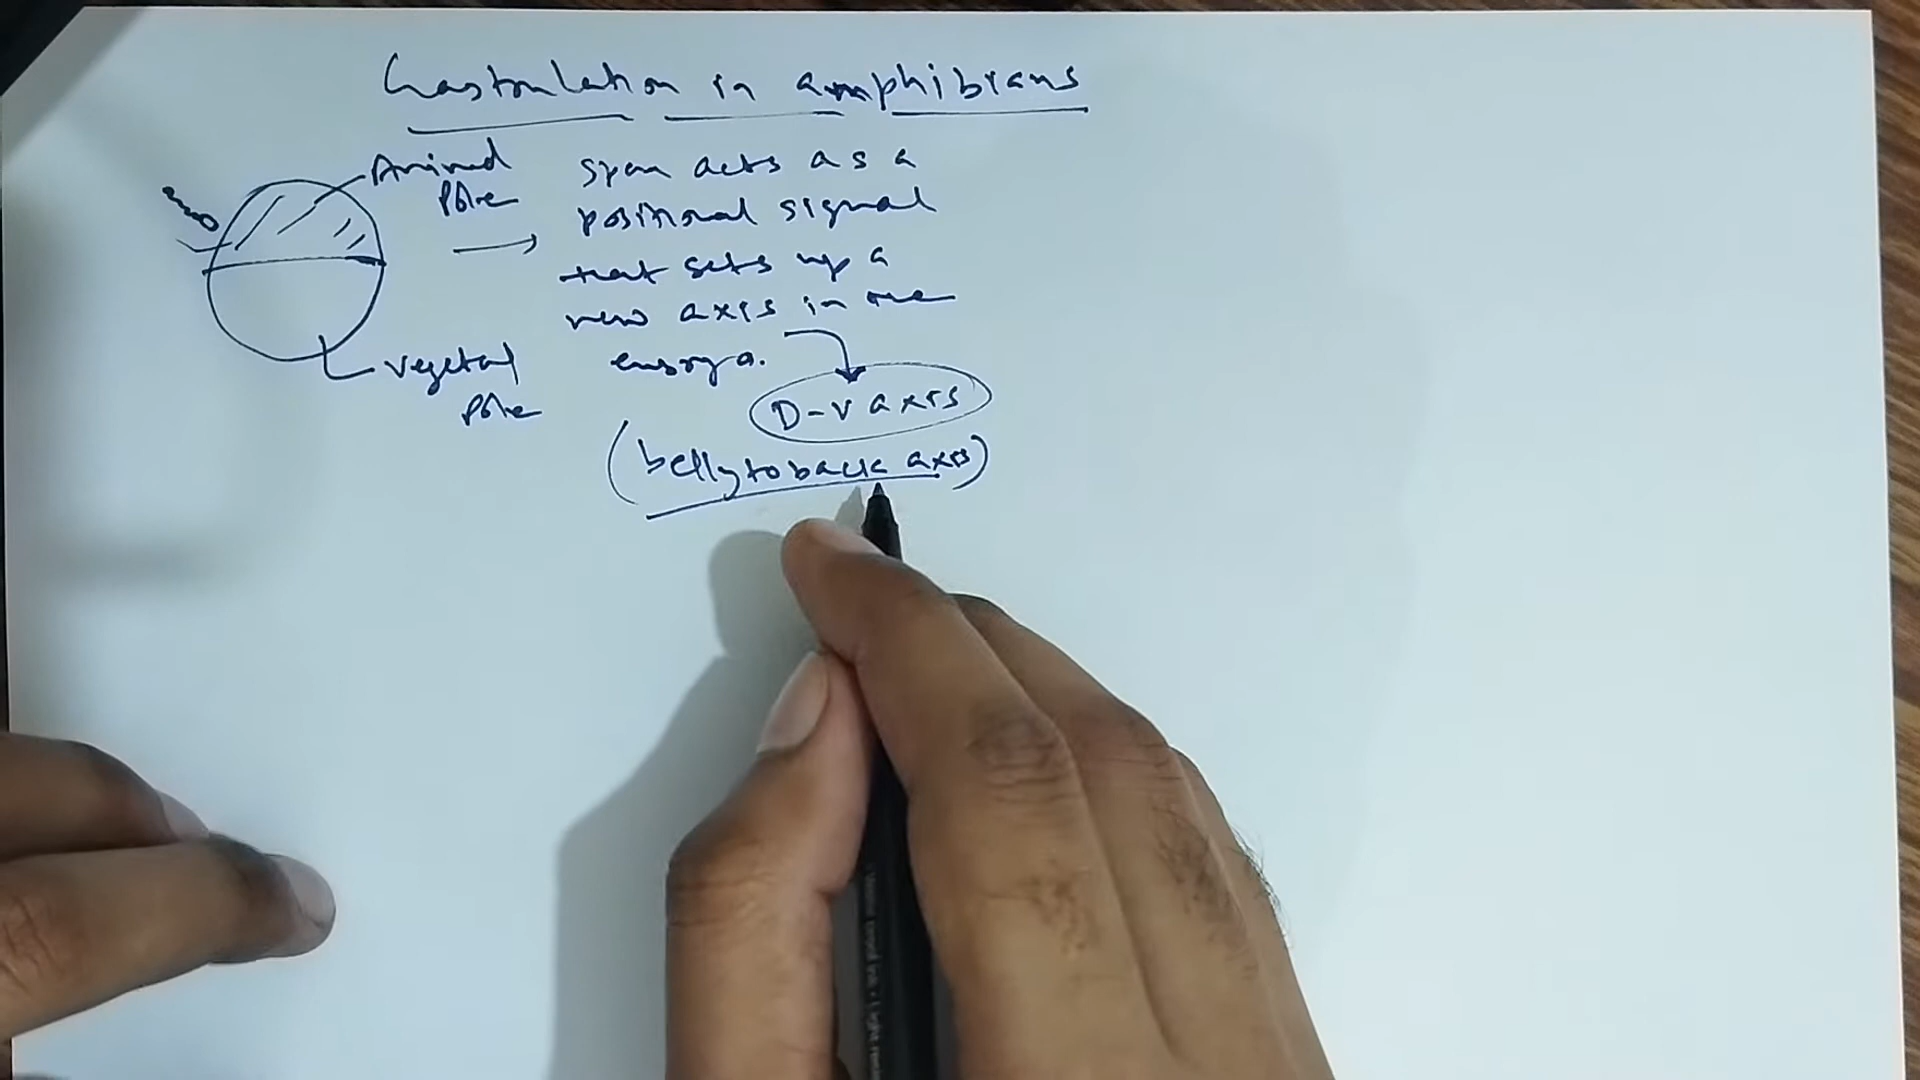 Gastrulation in amphibians
Animal
Pole
sperm acts as a
positional signal
that sets up a
new axis in the
embryo.
Vegetal
Pole
D-V axis
(belly to back axis)